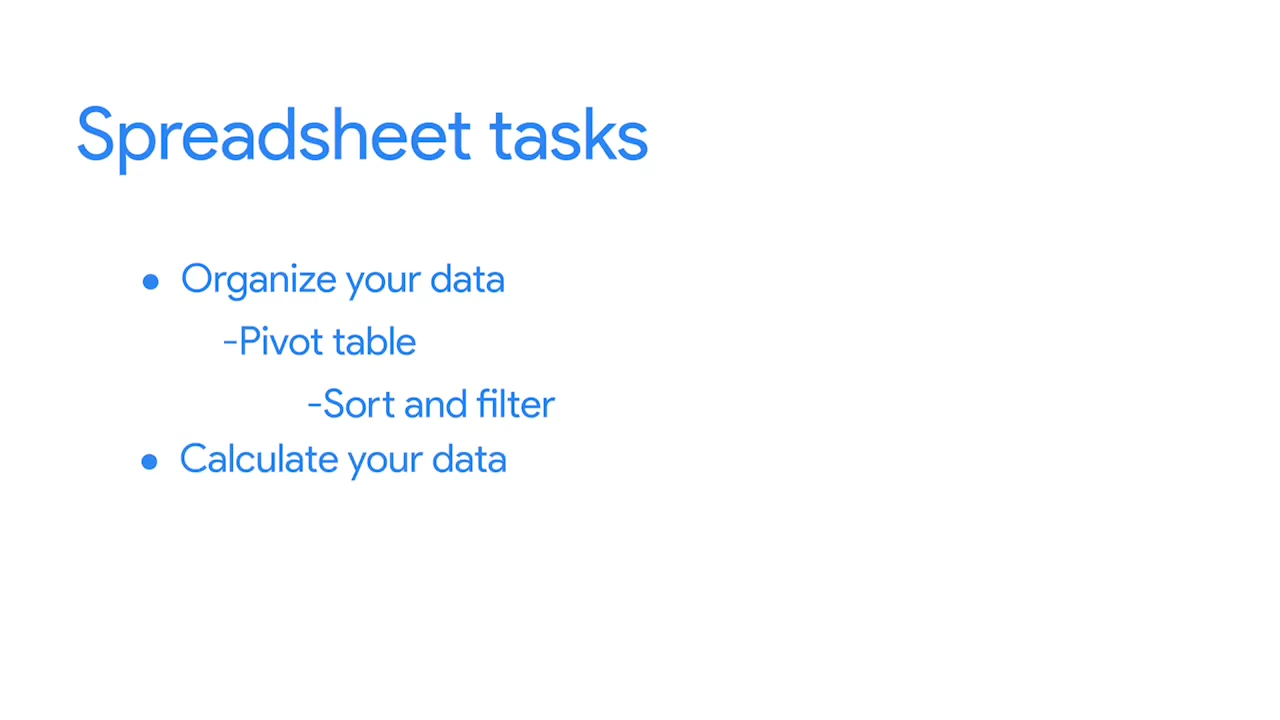 Spreadsheet tasks
● Organize your data
-Pivot table
-Sort and filter
● Calculate your data